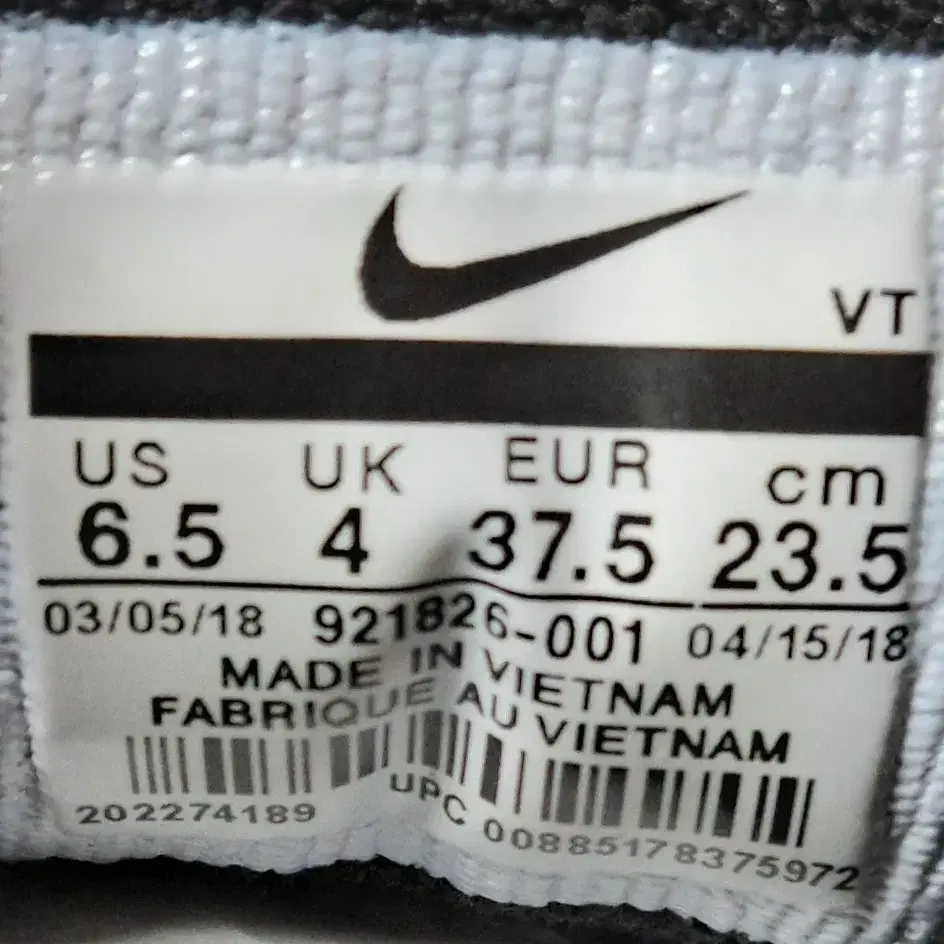 VT
US UK EUR cm
6.5 4 37.5 23.5
03/05/18 921826-001 04/15/18
MADE IN VIETNAM
FABRIQUE AU VIETNAM
202274189 UPC 00885178375972